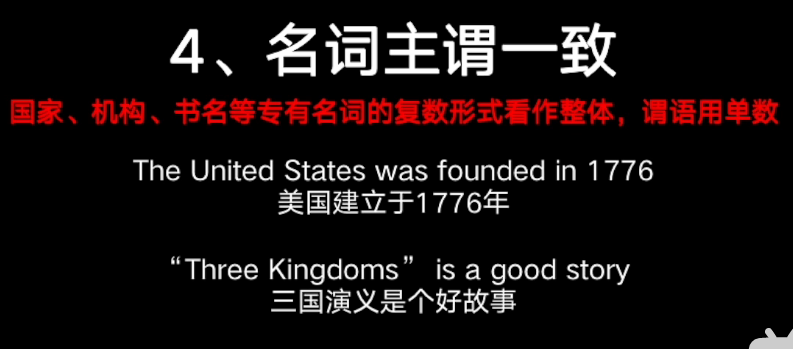 4、名词主谓一致
国家、机构、书名等专有名词的复数形式看作整体，谓语用单数
The United States was founded in 1776
美国建立于1776年
“Three Kingdoms” is a good story
三国演义是个好故事